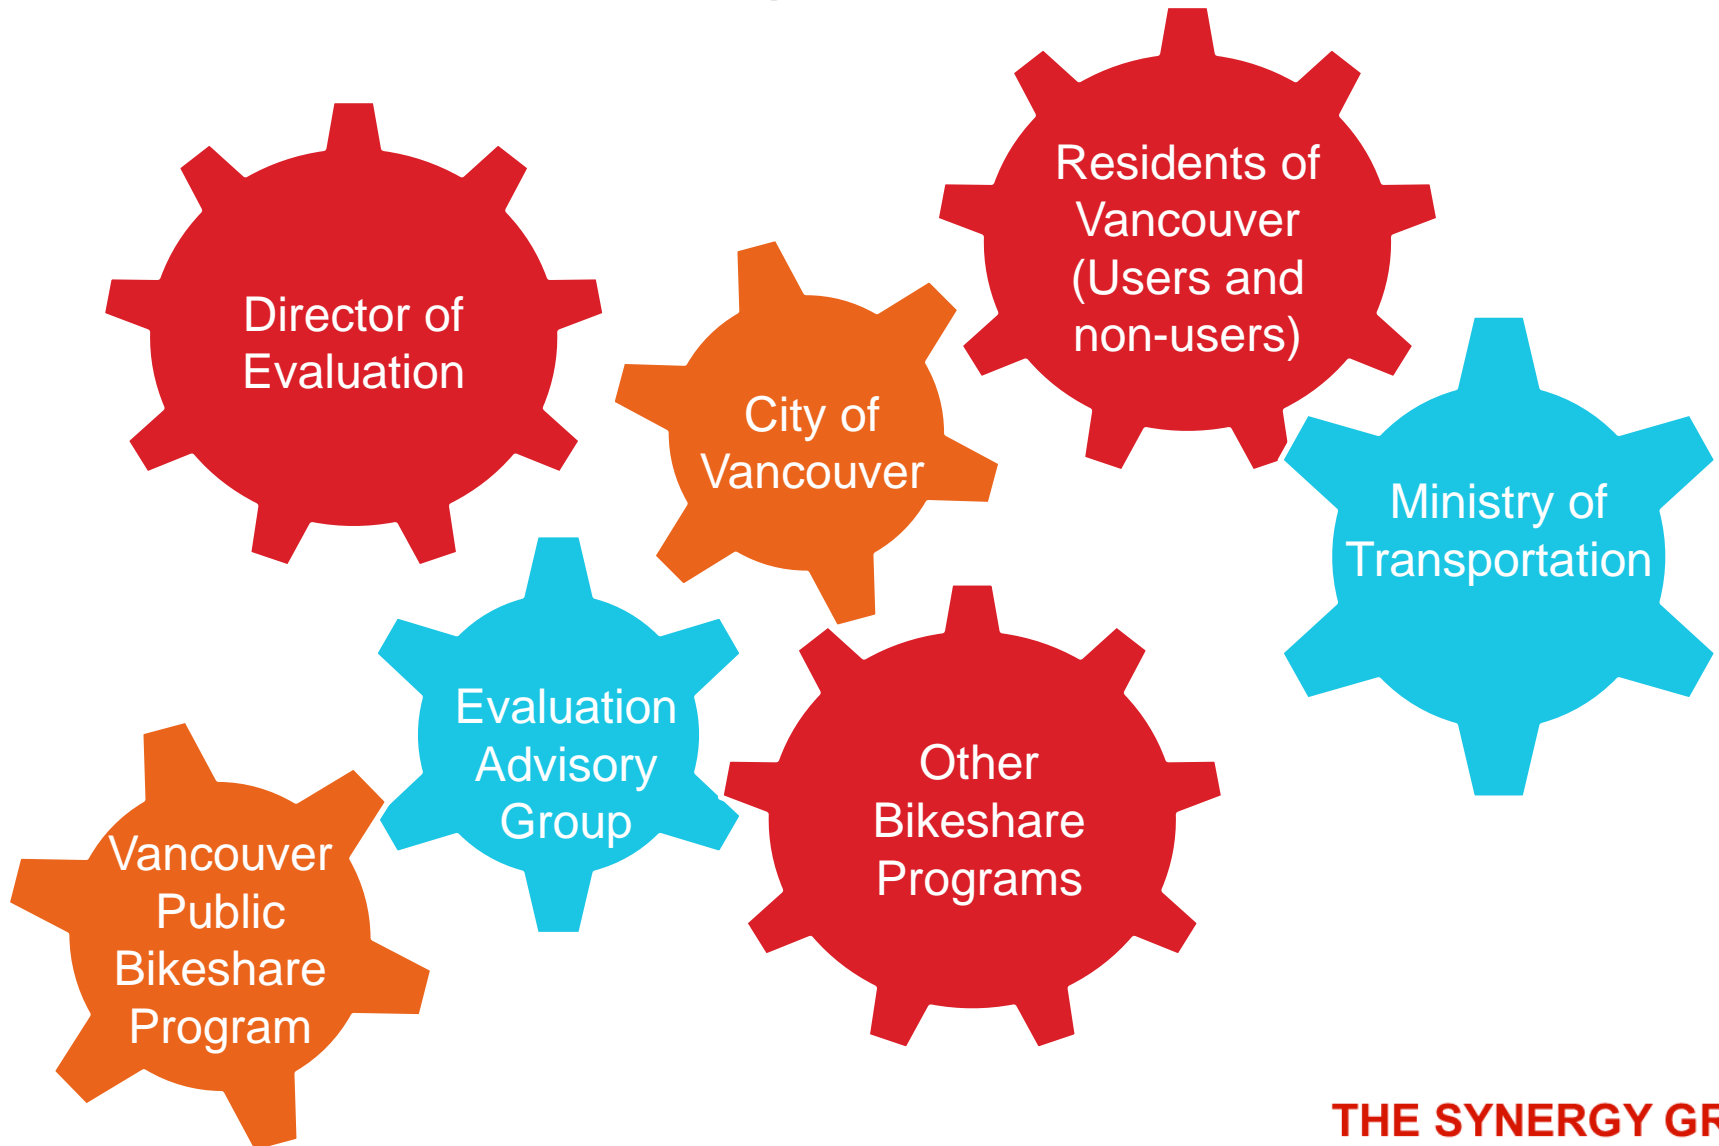 Director of
Evaluation
Residents of
Vancouver
(Users and
non-users)
City of
Vancouver
Ministry of
Transportation
Evaluation
Advisory
Group
Other
Bikeshare
Programs
Vancouver
Public
Bikeshare
Program
THE SYNERGY GR